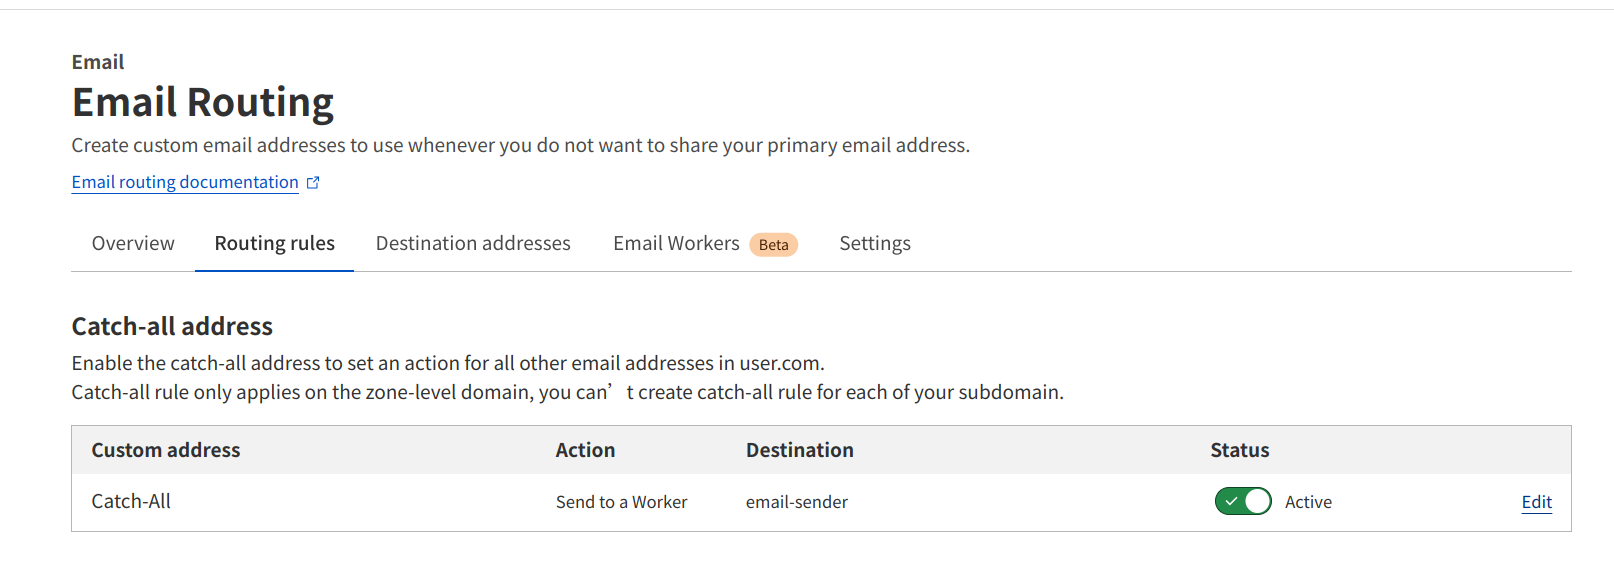 Email
Email Routing
Create custom email addresses to use whenever you do not want to share your primary email address.
Email routing documentation
Overview Routing rules Destination addresses Email Workers Beta Settings
Catch-all address
Enable the catch-all address to set an action for all other email addresses in user.com.
Catch-all rule only applies on the zone-level domain, you can’t create catch-all rule for each of your subdomain.
Custom address Action Destination Status
Catch-All Send to a Worker email-sender Active Edit